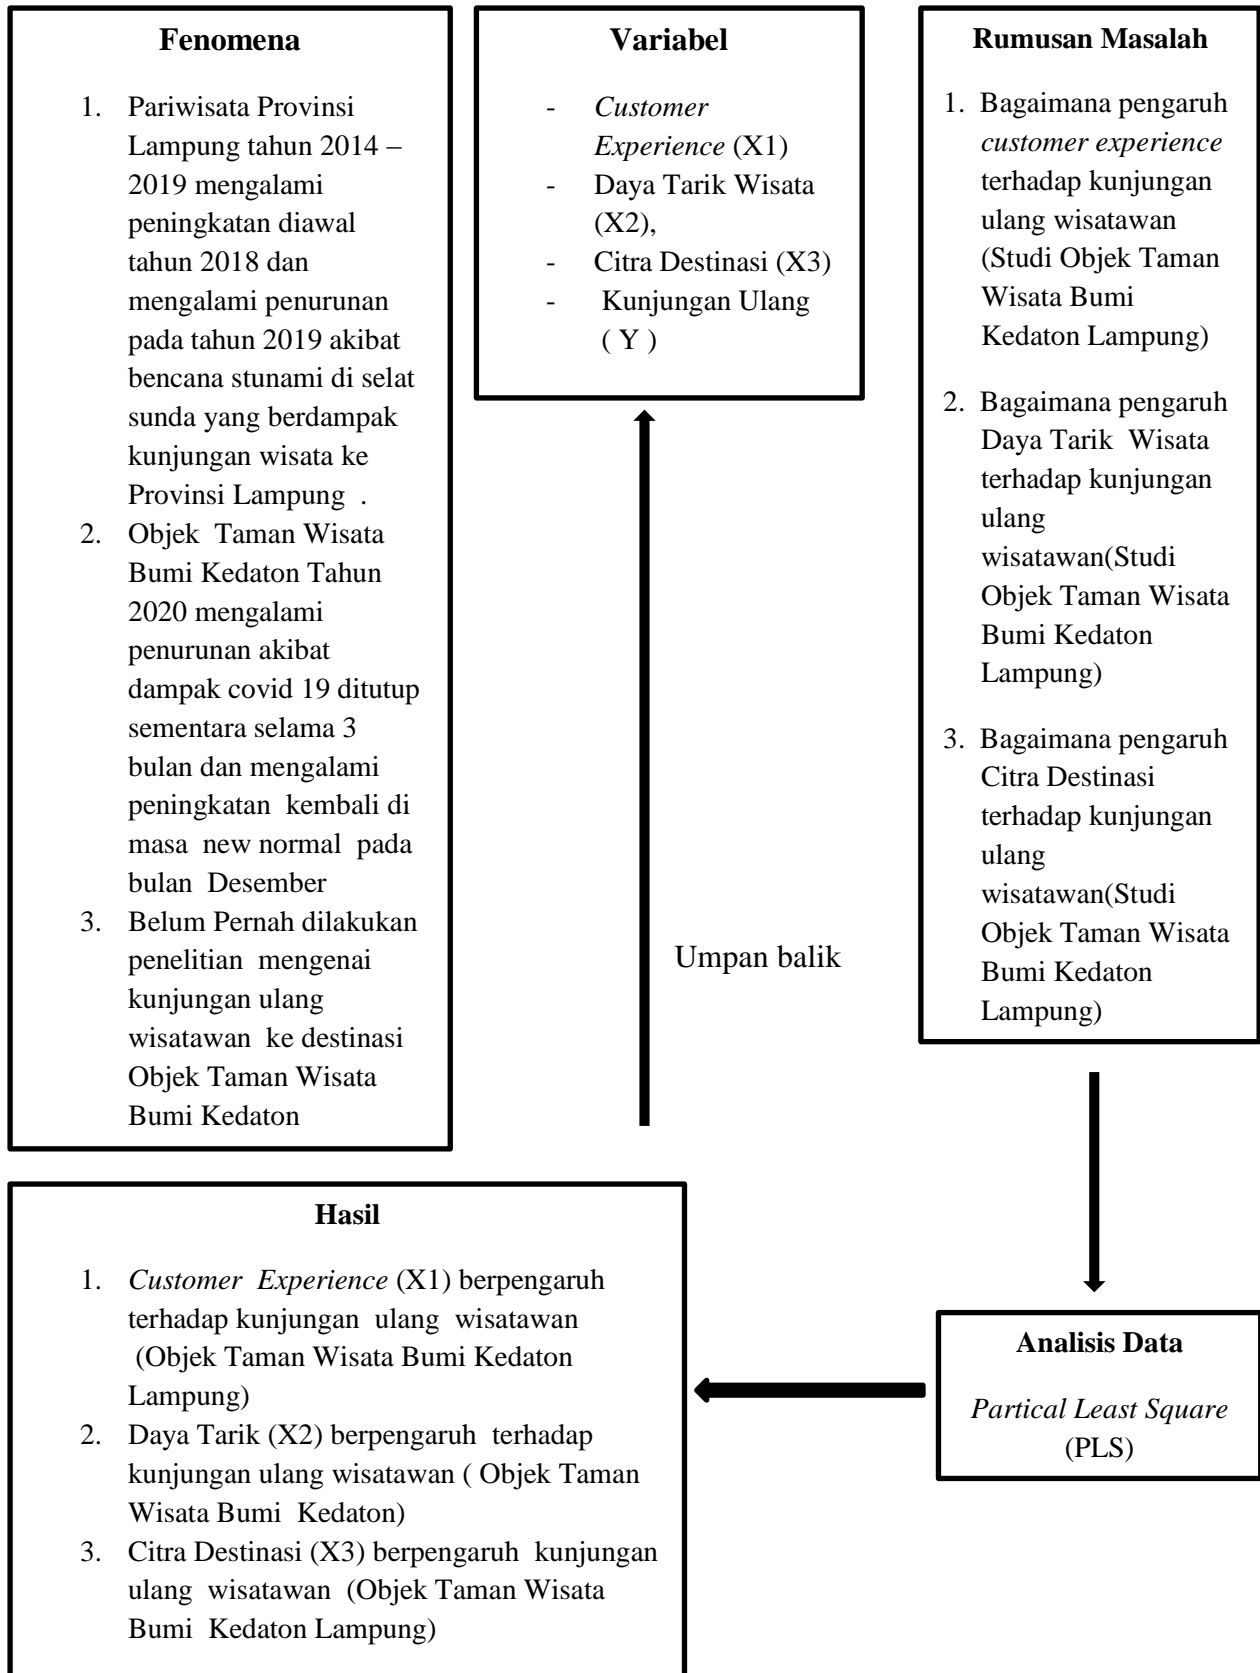 Fenomena
1. Pariwisata Provinsi
Lampung tahun 2014 –
2019 mengalami
peningkatan diawal
tahun 2018 dan
mengalami penurunan
pada tahun 2019 akibat
bencana stunami di selat
sunda yang berdampak
kunjungan wisata ke
Provinsi Lampung .
2. Objek Taman Wisata
Bumi Kedaton Tahun
2020 mengalami
penurunan akibat
dampak covid 19 ditutup
sementara selama 3
bulan dan mengalami
peningkatan kembali di
masa new normal pada
bulan Desember
3. Belum Pernah dilakukan
penelitian mengenai
kunjungan ulang
wisatawan ke destinasi
Objek Taman Wisata
Bumi Kedaton
Variabel
- Customer
Experience (X1)
- Daya Tarik Wisata
(X2),
- Citra Destinasi (X3)
- Kunjungan Ulang
( Y )
Rumusan Masalah
1. Bagaimana pengaruh
customer experience
terhadap kunjungan
ulang wisatawan
(Studi Objek Taman
Wisata Bumi
Kedaton Lampung)
2. Bagaimana pengaruh
Daya Tarik Wisata
terhadap kunjungan
ulang
wisatawan(Studi
Objek Taman Wisata
Bumi Kedaton
Lampung)
3. Bagaimana pengaruh
Citra Destinasi
terhadap kunjungan
ulang
wisatawan(Studi
Objek Taman Wisata
Bumi Kedaton
Lampung)
Umpan balik
Hasil
1. Customer Experience (X1) berpengaruh
terhadap kunjungan ulang wisatawan
(Objek Taman Wisata Bumi Kedaton
Lampung)
2. Daya Tarik (X2) berpengaruh terhadap
kunjungan ulang wisatawan ( Objek Taman
Wisata Bumi Kedaton)
3. Citra Destinasi (X3) berpengaruh kunjungan
ulang wisatawan (Objek Taman Wisata
Bumi Kedaton Lampung)
Analisis Data
Partical Least Square
(PLS)